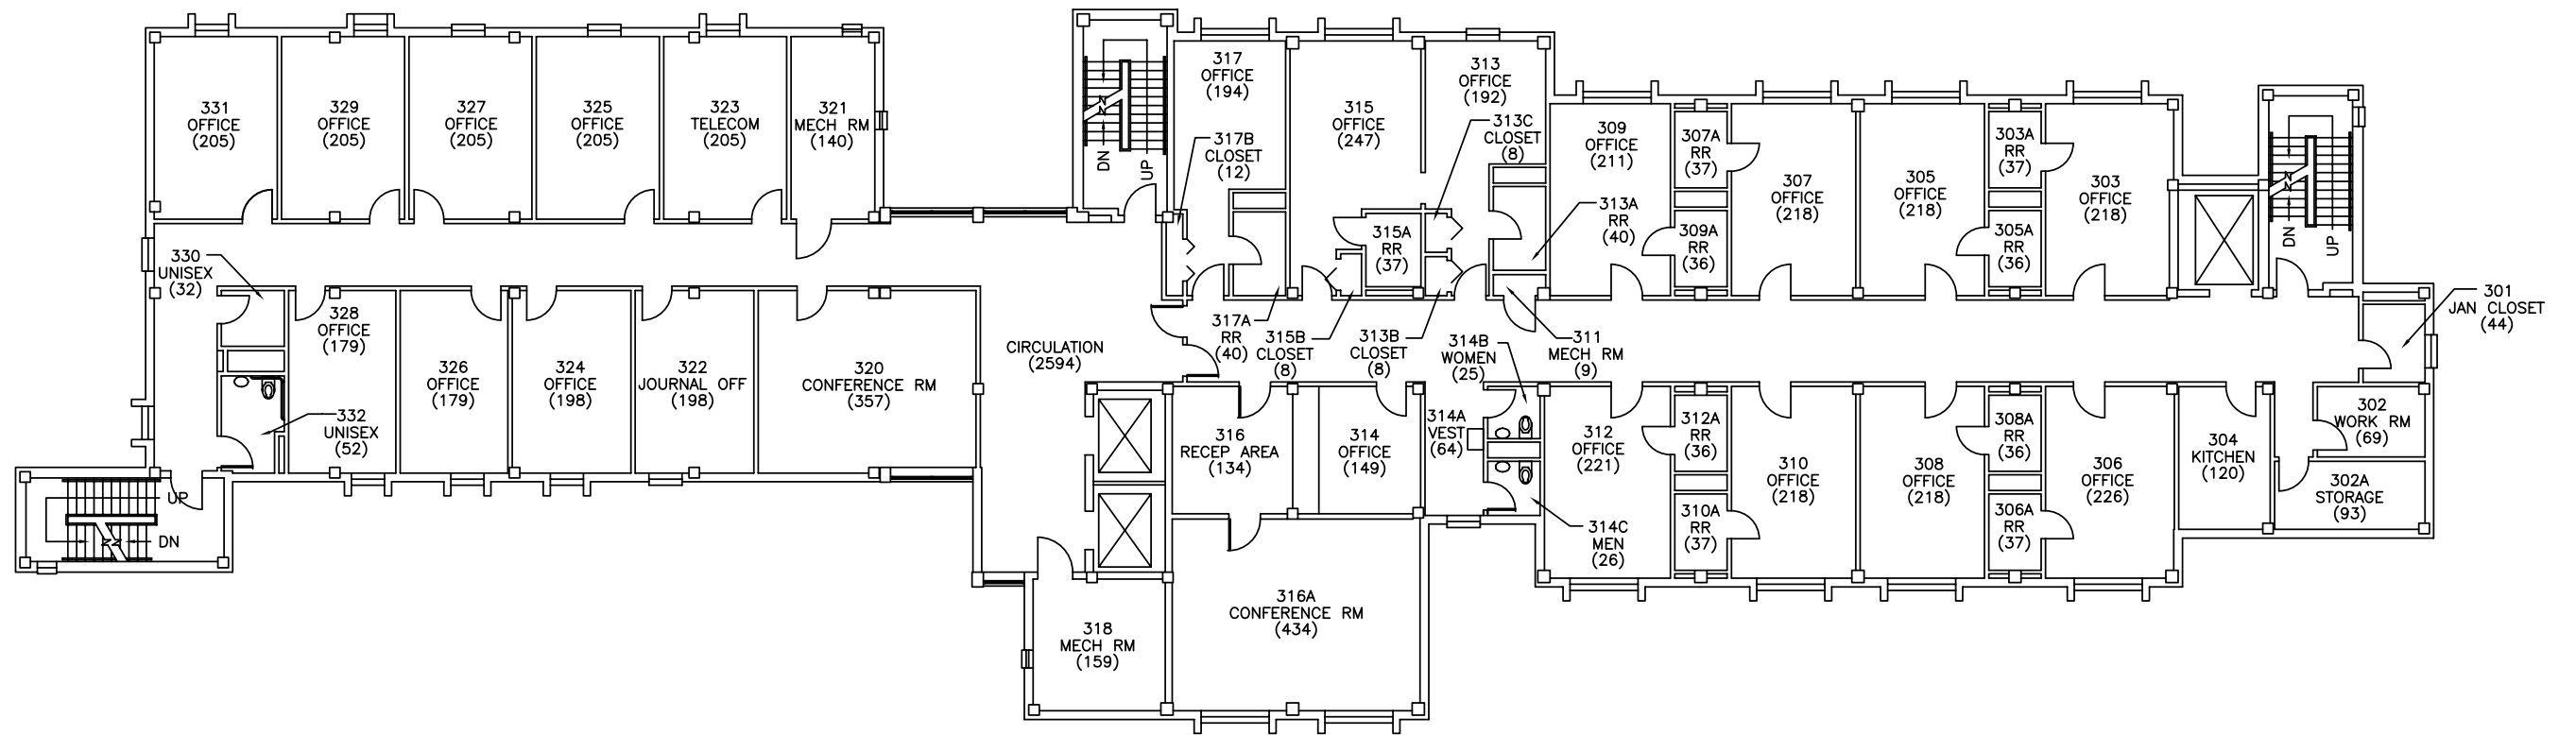 331
OFFICE
(205)
329
OFFICE
(205)
327
OFFICE
(205)
325
OFFICE
(205)
323
TELECOM
(205)
321
MECH RM
(140)
DN
UP
317
OFFICE
(194)
317B
CLOSET
(12)
315
OFFICE
(247)
313
OFFICE
(192)
313C
CLOSET
(8)
309
OFFICE
(211)
313A
RR
(40)
315A
RR
(37)
307A
RR
(37)
309A
RR
(36)
307
OFFICE
(218)
305
OFFICE
(218)
303A
RR
(37)
305A
RR
(36)
303
OFFICE
(218)
DN
UP
301
JAN CLOSET
(44)
330
UNISEX
(32)
328
OFFICE
(179)
326
OFFICE
(179)
324
OFFICE
(198)
322
JOURNAL OFF
(198)
320
CONFERENCE RM
(357)
CIRCULATION
(2594)
317A
RR
(40)
315B
CLOSET
(8)
313B
CLOSET
(8)
314B
WOMEN
(25)
311
MECH RM
(9)
332
UNISEX
(52)
316
RECEP AREA
(134)
314
OFFICE
(149)
314A
VEST
(64)
312
OFFICE
(221)
312A
RR
(36)
310A
RR
(37)
310
OFFICE
(218)
308
OFFICE
(218)
308A
RR
(36)
306A
RR
(37)
306
OFFICE
(226)
304
KITCHEN
(120)
302
WORK RM
(69)
302A
STORAGE
(93)
UP
DN
314C
MEN
(26)
318
MECH RM
(159)
316A
CONFERENCE RM
(434)